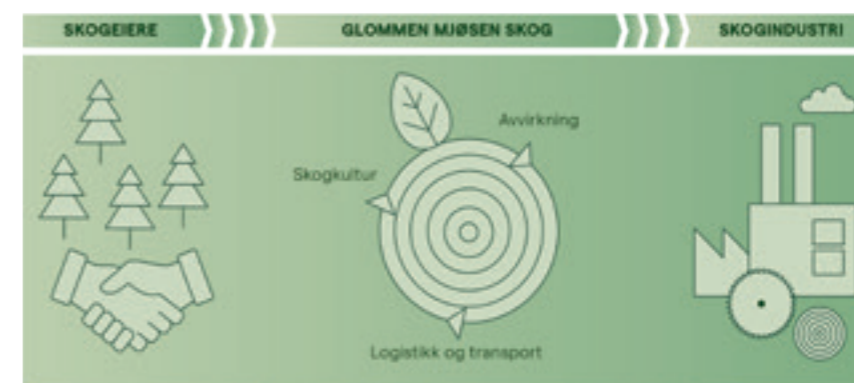 SKOGEIERE
GLOMMEN MJØSEN SKOG
SKOGINDUSTRI
Avvirkning
Skogkultur
Logistikk og transport